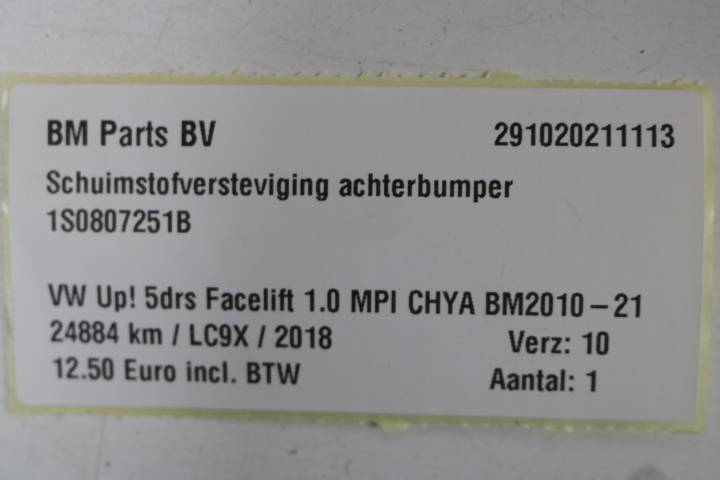 BM Parts BV 291020211113
Schuimstofversteviging achterbumper
1S0807251B
VW Up! 5drs Facelift 1.0 MPI CHYA BM2010-21
24884 km / LC9X / 2018 Verz: 10
12.50 Euro incl. BTW Aantal: 1